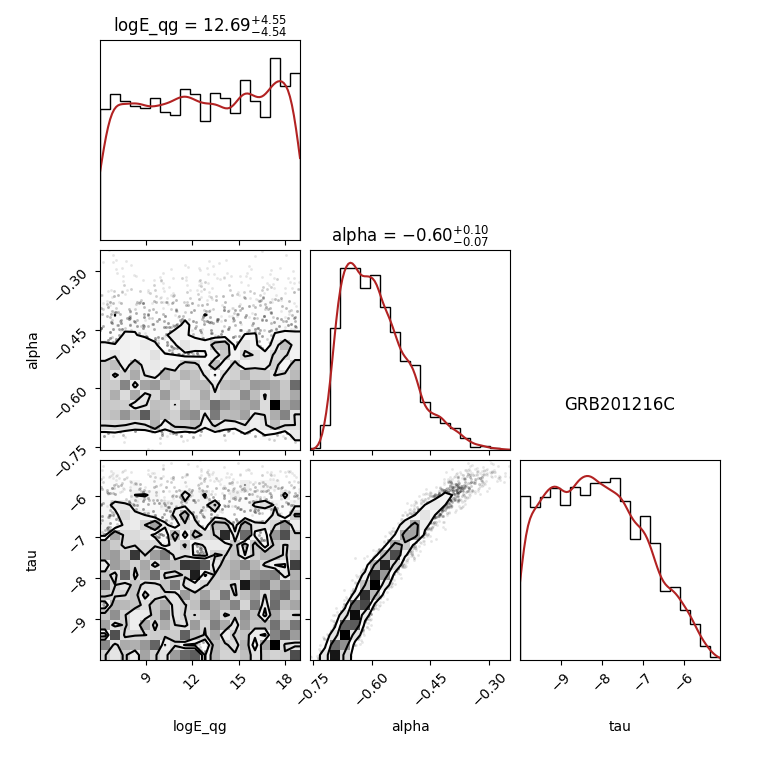 logE_qg = 12.69 +4.55 −4.54
alpha = −0.60 +0.10 −0.07
−0.30
−0.45
−0.60
−0.75
alpha
GRB201216C
−6
−7
−8
−9
tau
9 12 15 18
−0.75 −0.60 −0.45 −0.30
−9 −8 −7 −6
logE_qg alpha tau